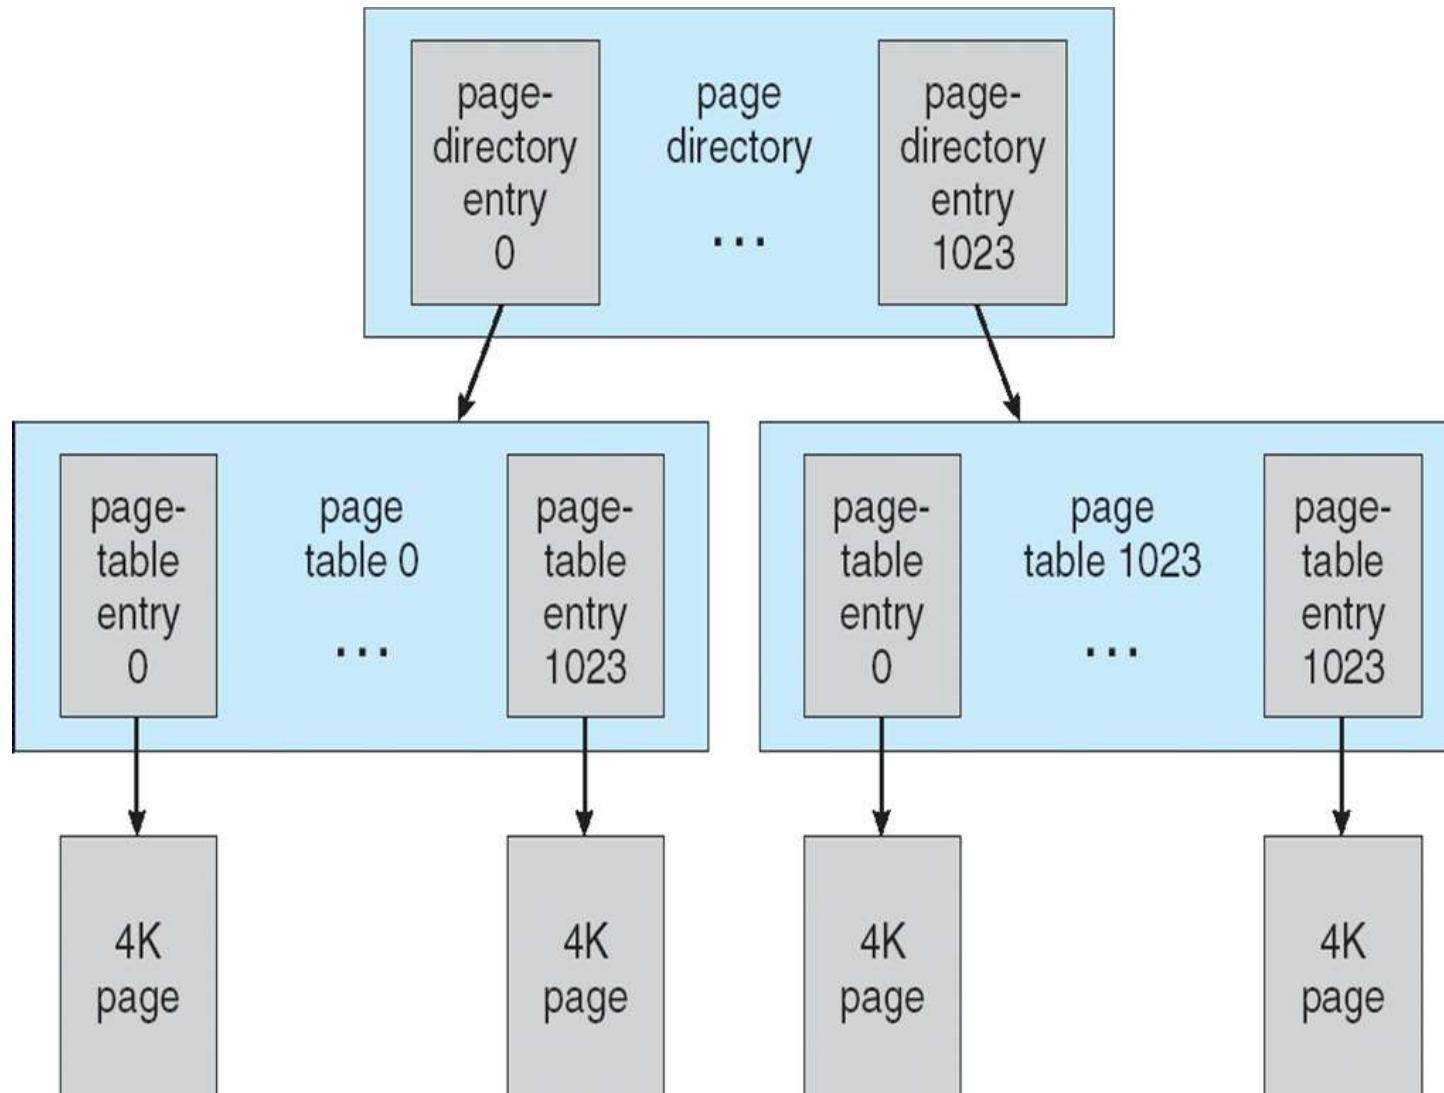 page-
directory
entry
0
page
directory
...
page-
directory
entry
1023
page-
table
entry
0
page
table 0
...
page-
table
entry
1023
page-
table
entry
0
page
table 1023
...
page-
table
entry
1023
4K
page
4K
page
4K
page
4K
page